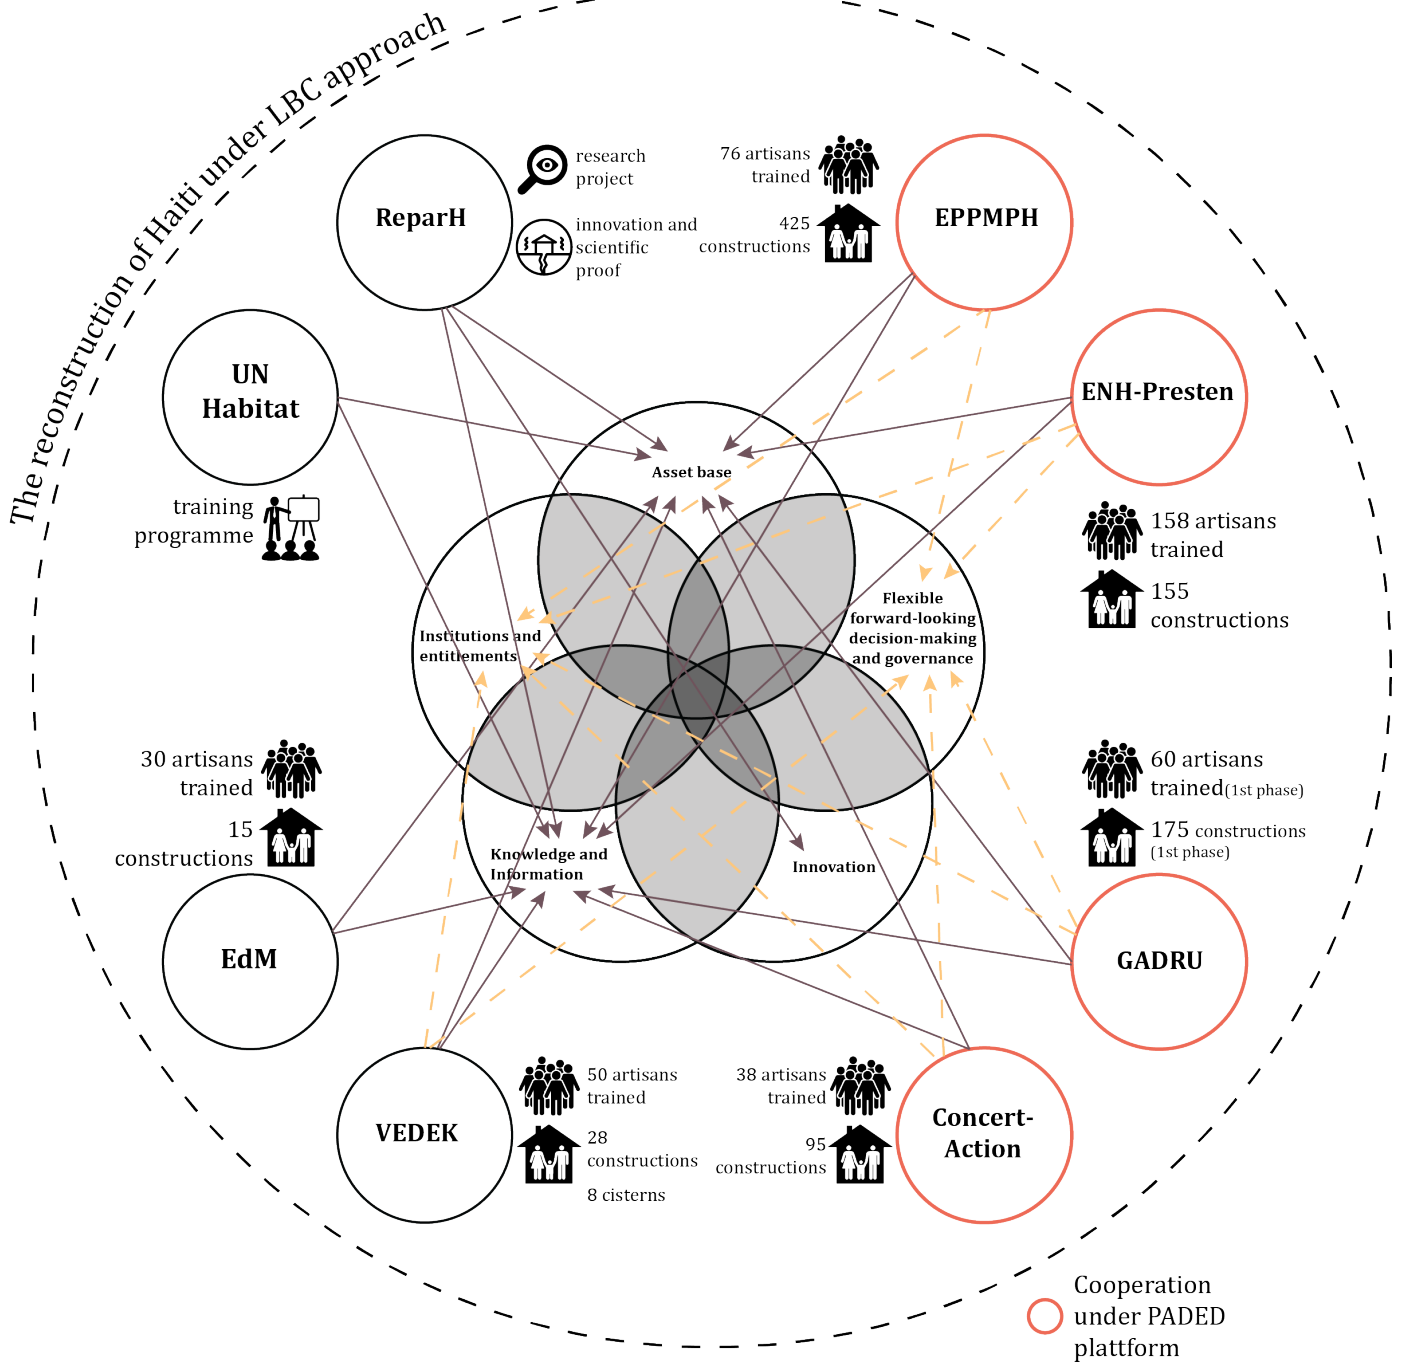 The reconstruction of Haiti under LBC approach
ReparH
research
project
innovation and
scientific
proof
76 artisans
trained
425
constructions
EPPMPH
UN
Habitat
training
programme
ENH-Presten
158 artisans
trained
155
constructions
Asset base
Flexible
forward-looking
decision-making
and governance
Institutions and
entitlements
Knowledge and
Information
Innovation
30 artisans
trained
15
constructions
EdM
60 artisans
trained(1st phase)
175 constructions
(1st phase)
GADRU
VEDEK
50 artisans
trained
28
constructions
8 cisterns
38 artisans
trained
95
constructions
Concert-
Action
Cooperation
under PADED
plattform